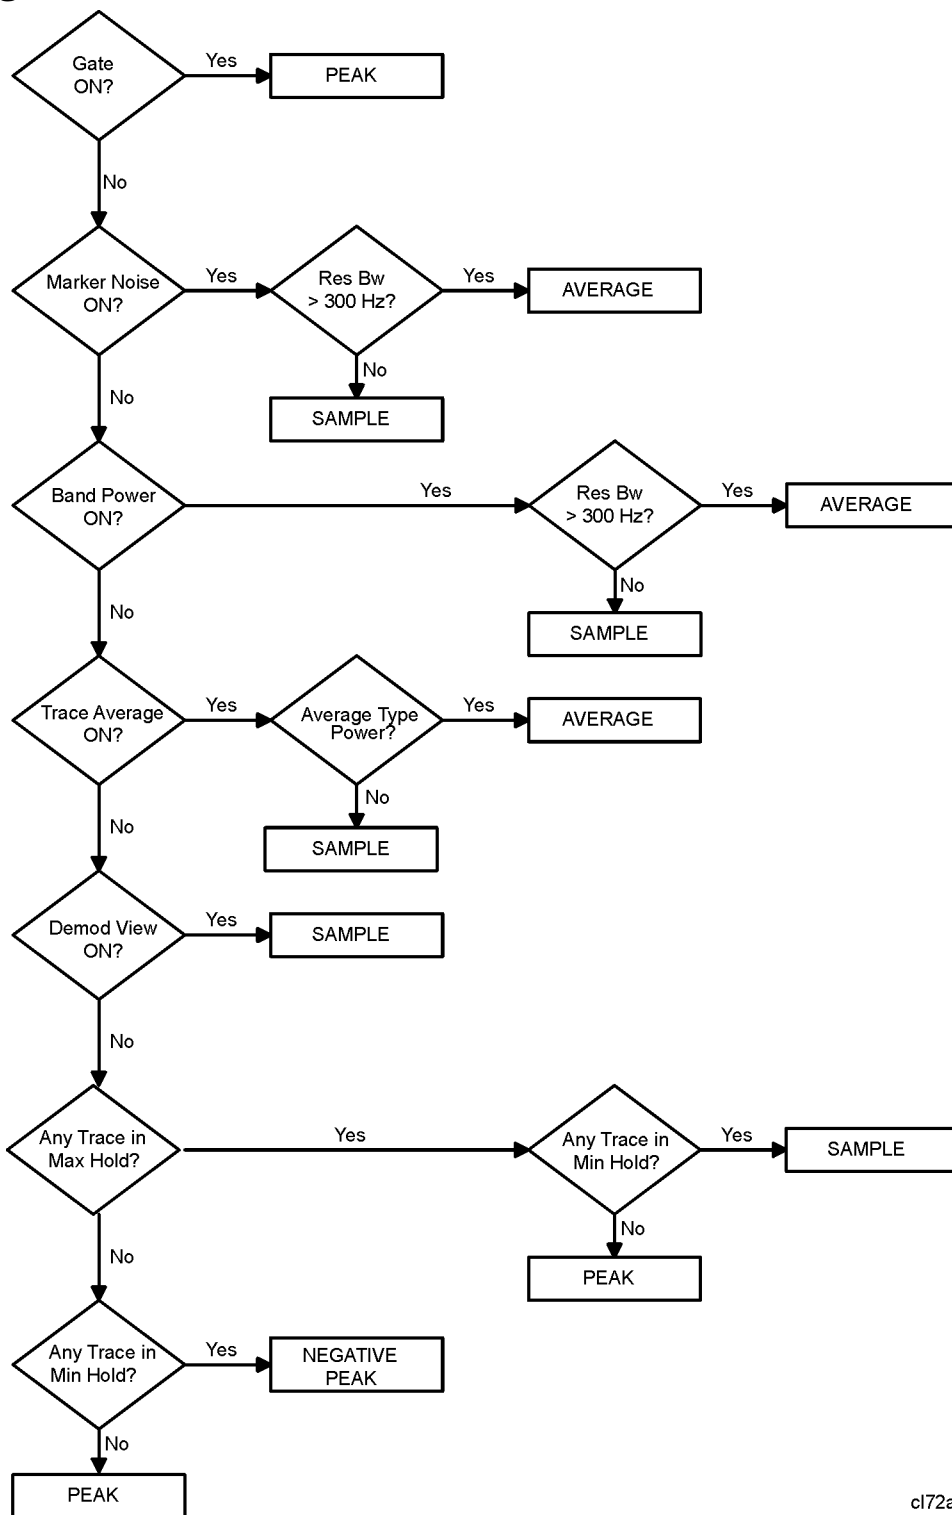 Gate
ON?
Yes
PEAK
No
Marker Noise
ON?
Yes
Res Bw
> 300 Hz?
Yes
AVERAGE
No
SAMPLE
No
Band Power
ON?
Yes
Res Bw
> 300 Hz?
Yes
AVERAGE
No
SAMPLE
No
Trace Average
ON?
Yes
Average Type
Power?
Yes
AVERAGE
No
SAMPLE
No
Demod View
ON?
Yes
SAMPLE
No
Any Trace in
Max Hold?
Yes
Any Trace in
Min Hold?
Yes
SAMPLE
No
PEAK
No
Any Trace in
Min Hold?
Yes
NEGATIVE
PEAK
No
PEAK
cl72a